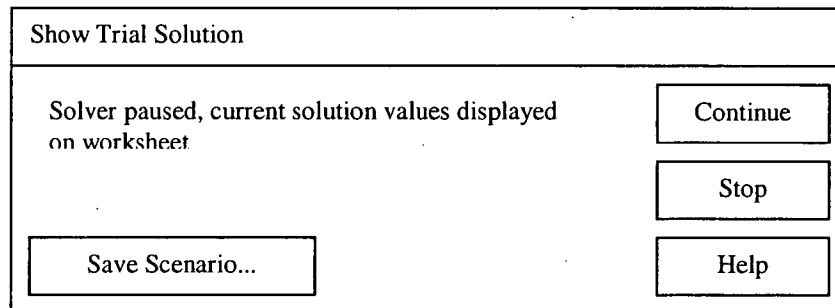 Show Trial Solution
Solver paused, current solution values displayed
on worksheet
Continue
Stop
Save Scenario...
Help